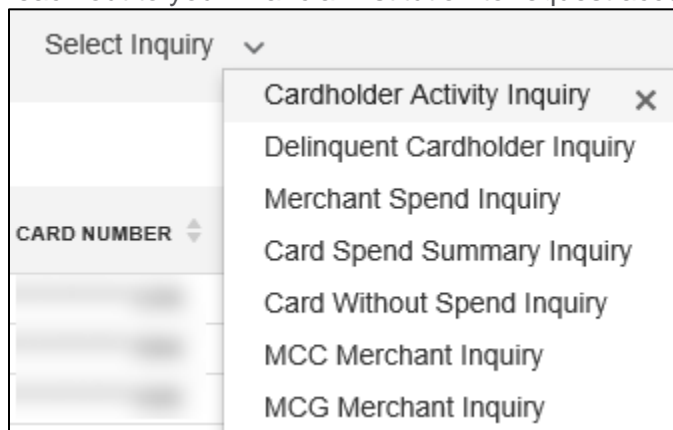 Select Inquiry
Cardholder Activity Inquiry
Delinquent Cardholder Inquiry
Merchant Spend Inquiry
CARD NUMBER
Card Spend Summary Inquiry
Card Without Spend Inquiry
MCC Merchant Inquiry
MCG Merchant Inquiry